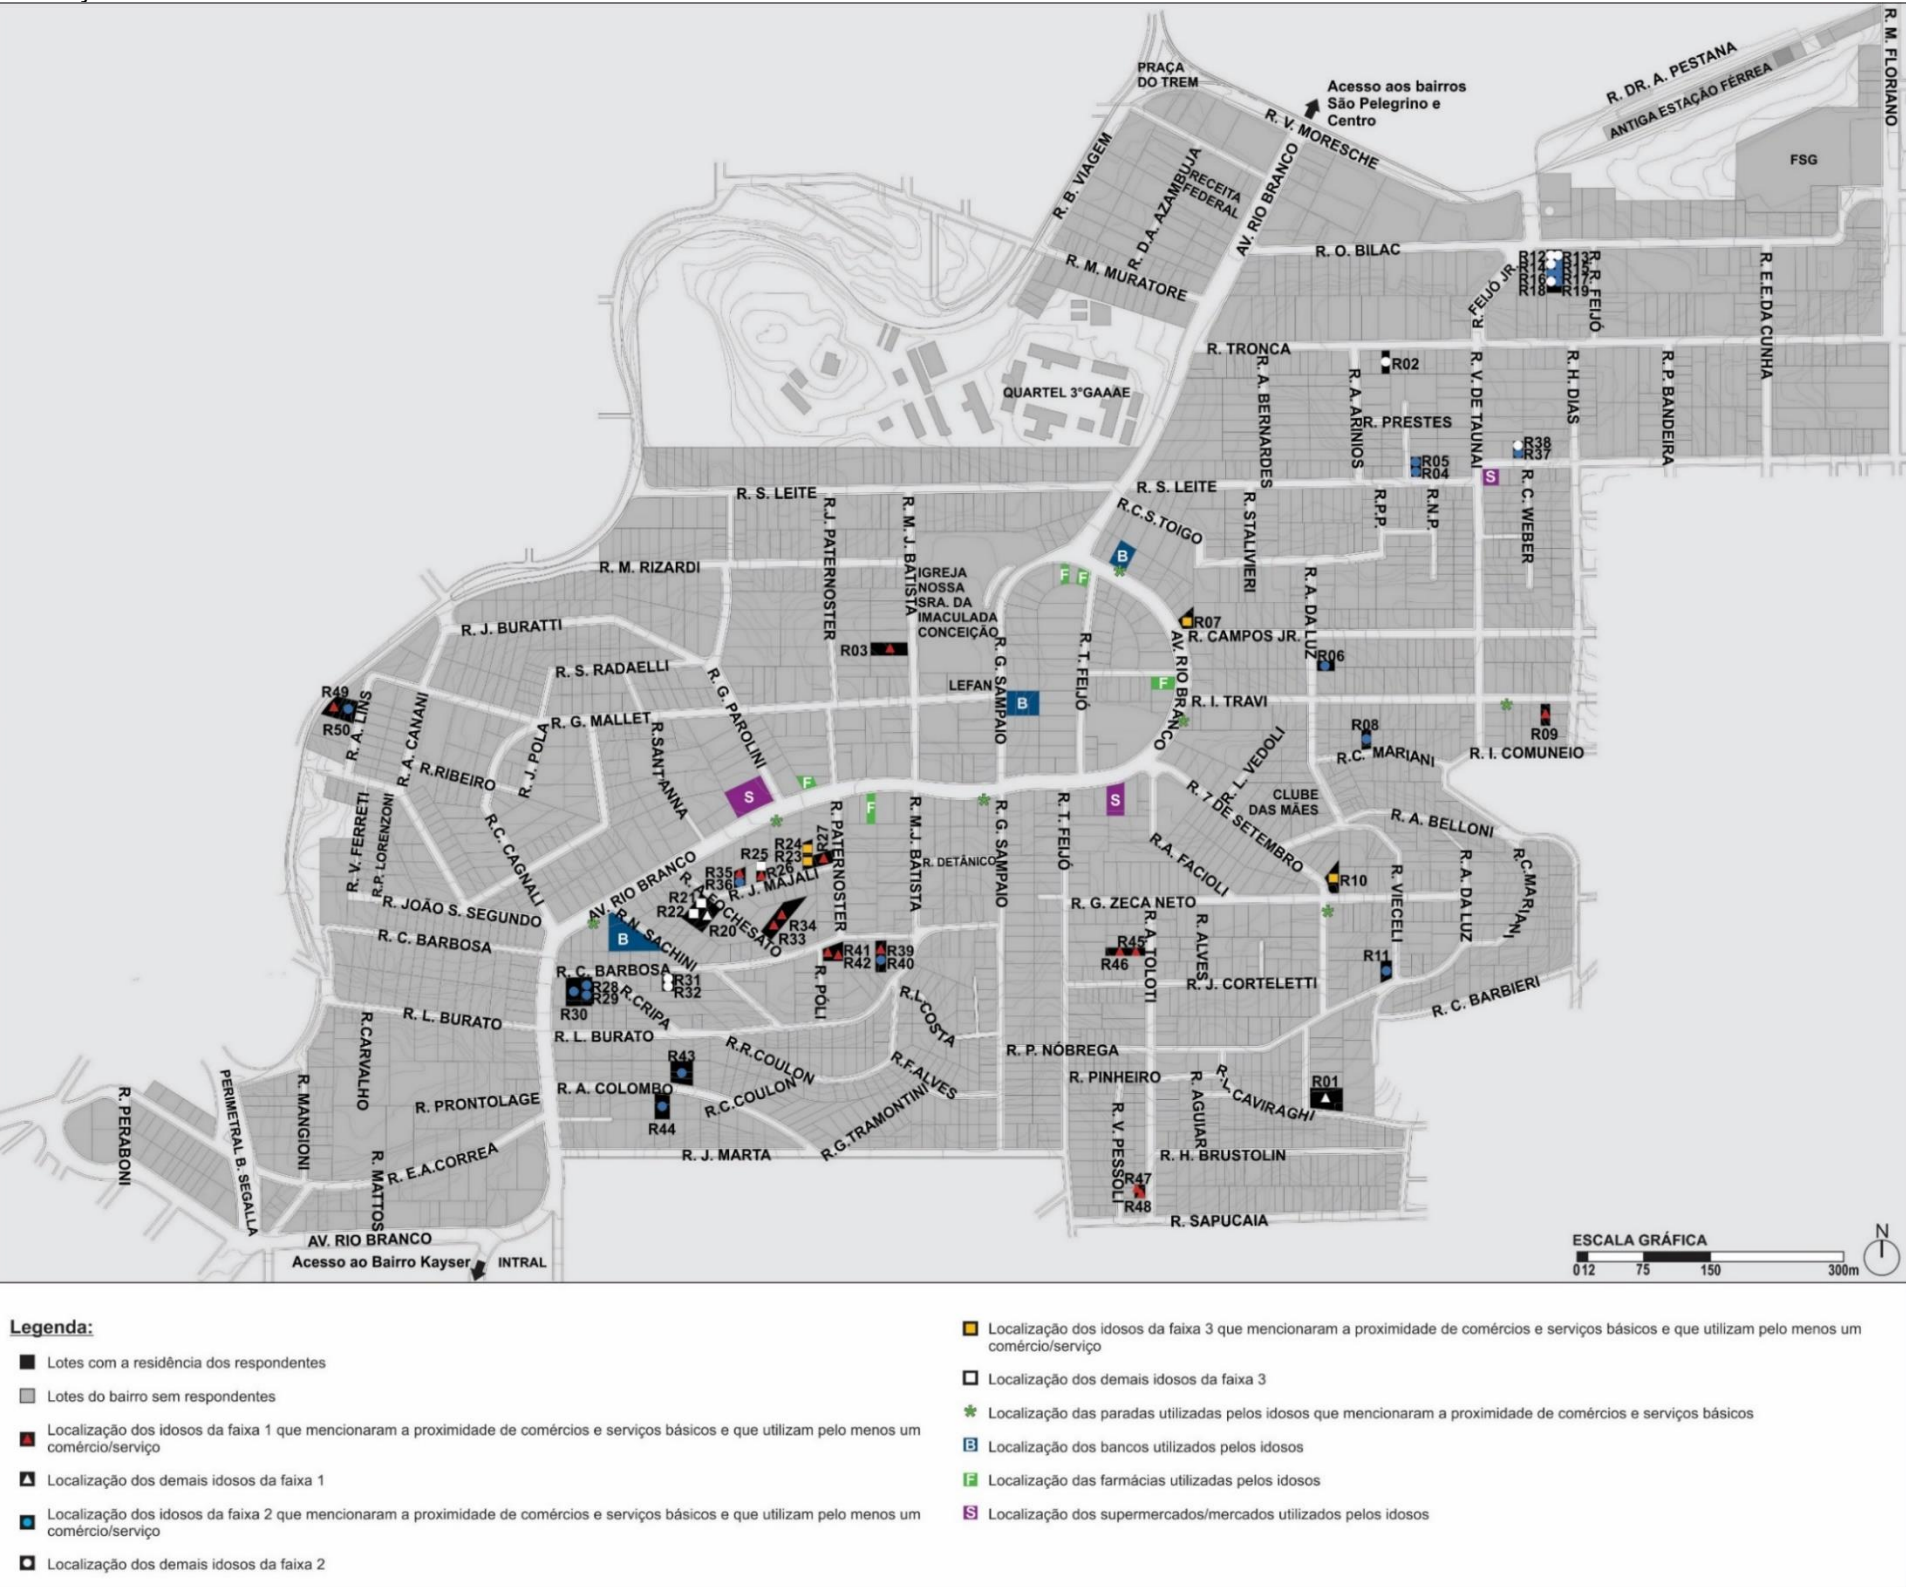 PRAÇA
DO TREM
Acesso aos bairros
São Pelegrino e
Centro
R. V. MORESCHE
R. DR. A. PESTANA
ANTIGA ESTAÇÃO FÉRREA
R. M. FLORIANO
FSG
R. B. VIAGEM
R. D.A. AZAMBUJA
RECEITA
FEDERAL
AV. RIO BRANCO
R. M. MURATORE
R. O. BILAC
R. FEIJÓ JR.
R12
R13
R14
R16
R17
R18
R19
R. R. FEIJÓ
R. E.E.DA CUNHA
R. TRONCA
R02
QUARTEL 3°GAAAE
R. A. BERNARDES
R. A. ARINIOS
R. PRESTES
R. V. DE TAUNAI
R. H. DIAS
R. P. BANDEIRA
R38
R37
R05
R04
S
R. S. LEITE
R. S. LEITE
R.C.S.TOIGO
R. STALIVIERI
R.P.P.
R.N.P.
R. C. WEBER
R.J. PATERNOSTER
R. M. J. BATISTA
R. M. RIZARDI
IGREJA
NOSSA
SRA. DA
IMACULADA
CONCEIÇÃO
B
F
F
R. A. DA LUZ
R07
R. CAMPOS JR.
R. J. BURATTI
R03
R. G. SAMPAIO
R. T. FEIJÓ
AV. RIO BRANCO
R06
R. S. RADAELLI
R. G. PAROLINI
LEFAN
B
F
R. I. TRAVI
R49
R50
R. A. LINS
R. A. CANANI
R. G. MALLET
R.SANT'ANNA
R. J. POLA
R.RIBEIRO
R08
R09
R.C. MARIANI
R. I. COMUNEIO
R. L. VEDOLI
R. 7 DE SETEMBRO
CLUBE
DAS MÃES
S
F
F
S
R. V. FERRETI
R.P. LORENZONI
R.C. CAGNALI
R. A. BELLONI
R. PATERNOSTER
R. M.J. BATISTA
R. G. SAMPAIO
R. T. FEIJÓ
R.A. FACIOLI
R24
R23
R27
R25
R26
R35
R36
R. J. MAJALI
R. DETÂNICO
R10
R. VIECELI
R. A. DA LUZ
R.C.MARIANI
AV. RIO BRANCO
R21
R22
R20
R34
R33
R. G. ZECA NETO
R. JOÃO S. SEGUNDO
R. C. BARBOSA
B
R.N. SACHINI
R41
R42
R39
R40
R45
R46
R. A. TOLOTI
R. ALVES
R11
R. C. BARBOSA
R31
R32
R28
R29
R30
R.CRIPA
R. PÓLI
R.L.COSTA
R. J. CORTELETTI
R. C. BARBIERI
R. L. BURATO
R.CARVALHO
R. L. BURATO
R.R.COULON
R.F.ALVES
R. P. NÓBREGA
R43
R. A. COLOMBO
R.C.COULON
R.G.TRAMONTINI
R. PINHEIRO
R. AGUIAR
R.L.CAVIRAGHI
R01
R44
R. PERABONI
PERIMETRAL B. SEGALLA
R. MANGIONI
R. PRONTOLAGE
R. MATTOS
R. E.A.CORREA
R. J. MARTA
R. V. PESSOLI
R. H. BRUSTOLIN
R47
R48
R. SAPUCAIA
AV. RIO BRANCO
Acesso ao Bairro Kayser
INTRAL
ESCALA GRÁFICA
0 12 75 150 300m
N
Legenda:
Lotes com a residência dos respondentes
Lotes do bairro sem respondentes
Localização dos idosos da faixa 1 que mencionaram a proximidade de comércios e serviços básicos e que utilizam pelo menos um
comércio/serviço
Localização dos demais idosos da faixa 1
Localização dos idosos da faixa 2 que mencionaram a proximidade de comércios e serviços básicos e que utilizam pelo menos um
comércio/serviço
Localização dos demais idosos da faixa 2
Localização dos idosos da faixa 3 que mencionaram a proximidade de comércios e serviços básicos e que utilizam pelo menos um
comércio/serviço
Localização dos demais idosos da faixa 3
Localização das paradas utilizadas pelos idosos que mencionaram a proximidade de comércios e serviços básicos
B Localização dos bancos utilizados pelos idosos
F Localização das farmácias utilizadas pelos idosos
S Localização dos supermercados/mercados utilizados pelos idosos